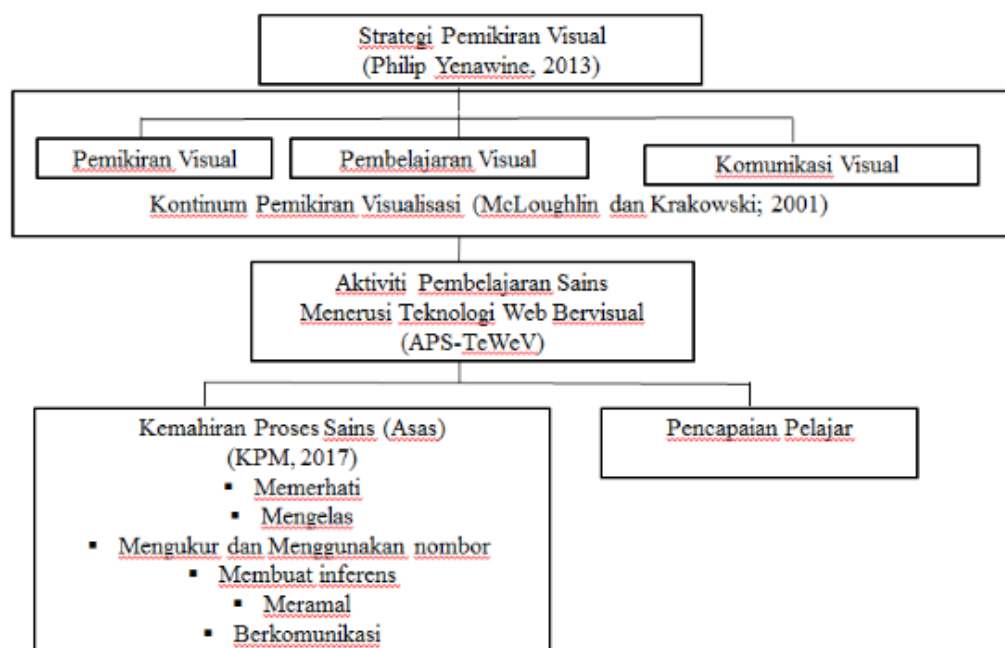 Strategi Pemikiran Visual
(Philip Yenawine, 2013)
Pemikiran Visual
Pembelajaran Visual
Komunikasi Visual
Kontinum Pemikiran Visualisasi (McLoughlin dan Krakowski; 2001)
Aktiviti Pembelajaran Sains
Menerusi Teknologi Web Bervisual
(APS-TeWeV)
Kemahiran Proses Sains (Asas)
(KPM, 2017)
▪ Memerhati
▪ Mengelas
▪ Mengukur dan Menggunakan nombor
▪ Membuat inferens
▪ Meramal
▪ Berkomunikasi
Pencapaian Pelajar